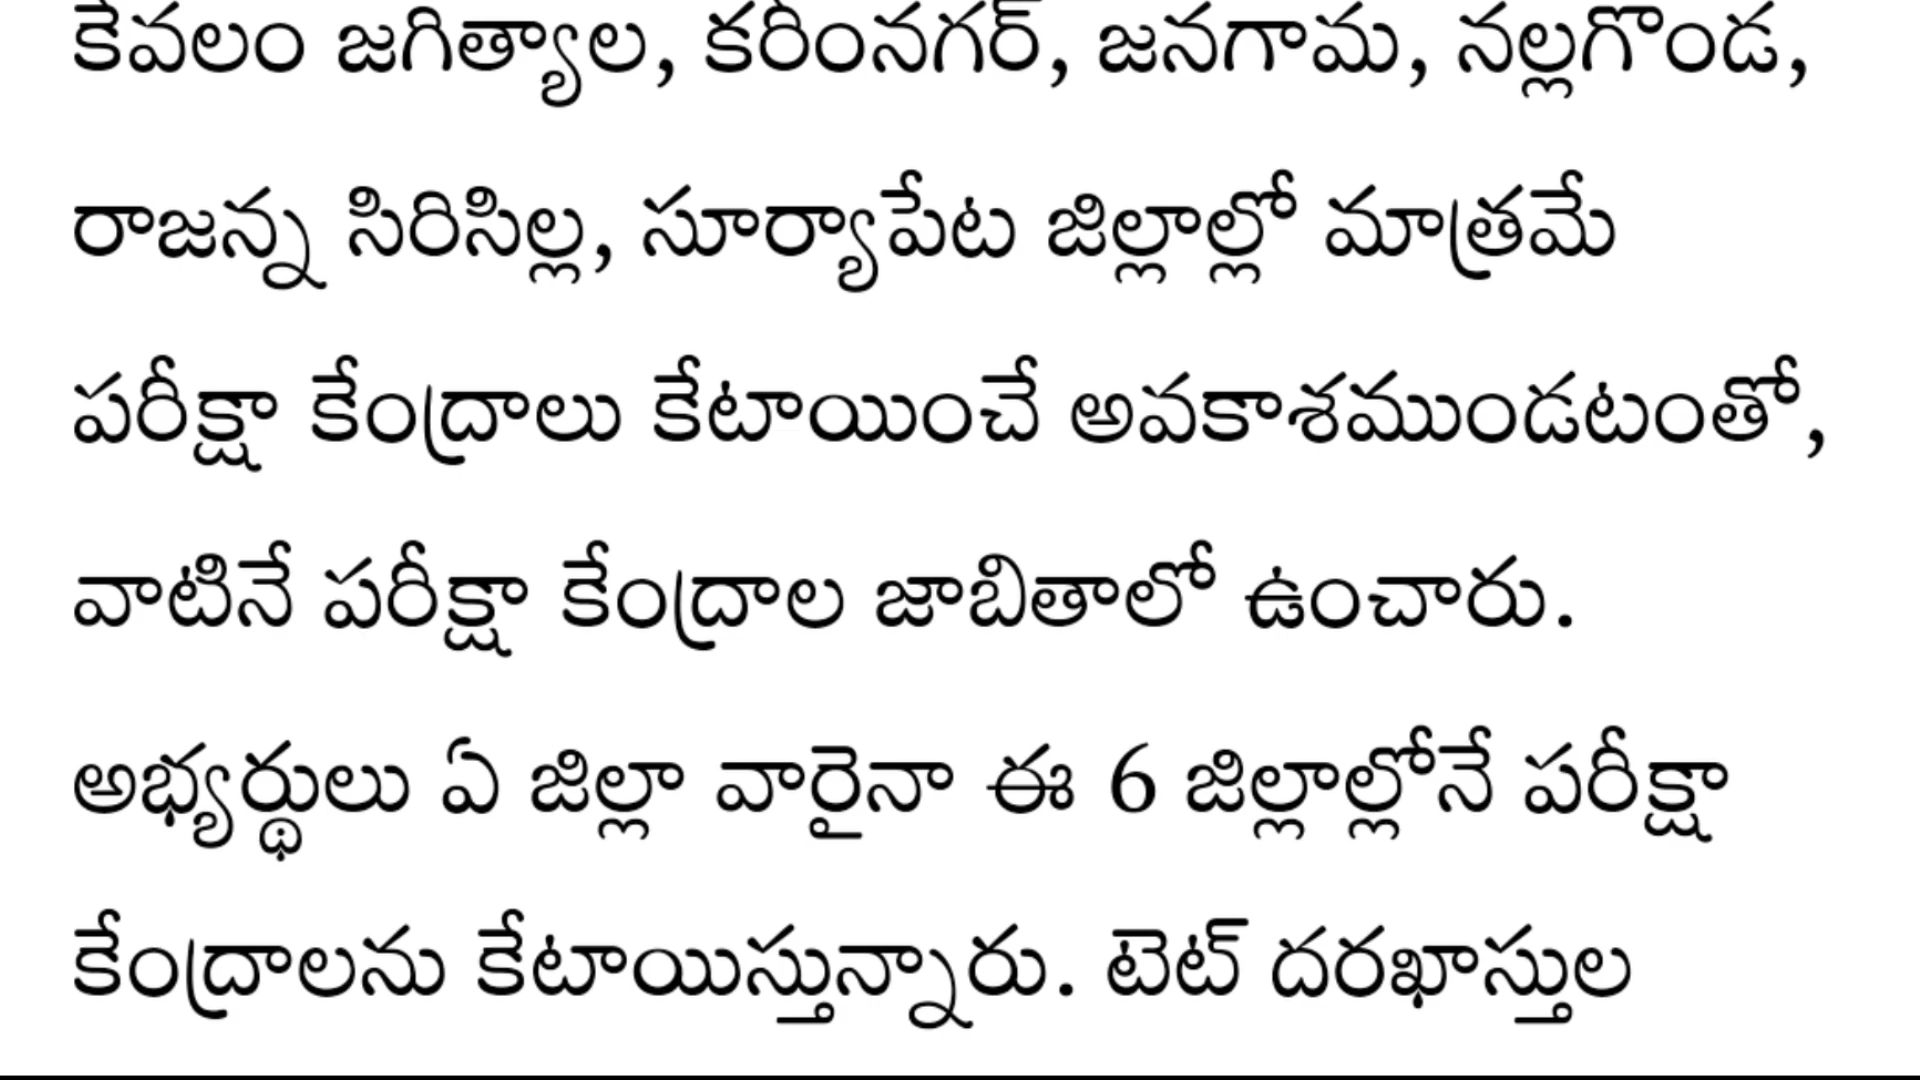 కేవలం జగిత్యాల, కరీంనగర్, జనగామ, నల్లగొండ,
రాజన్న సిరిసిల్ల, సూర్యాపేట జిల్లాల్లో మాత్రమే
పరీక్షా కేంద్రాలు కేటాయించే అవకాశముండటంతో,
వాటినే పరీక్షా కేంద్రాల జాబితాలో ఉంచారు.
అభ్యర్థులు ఏ జిల్లా వారైనా ఈ 6 జిల్లాల్లోనే పరీక్షా
కేంద్రాలను కేటాయిస్తున్నారు. టెట్ దరఖాస్తుల